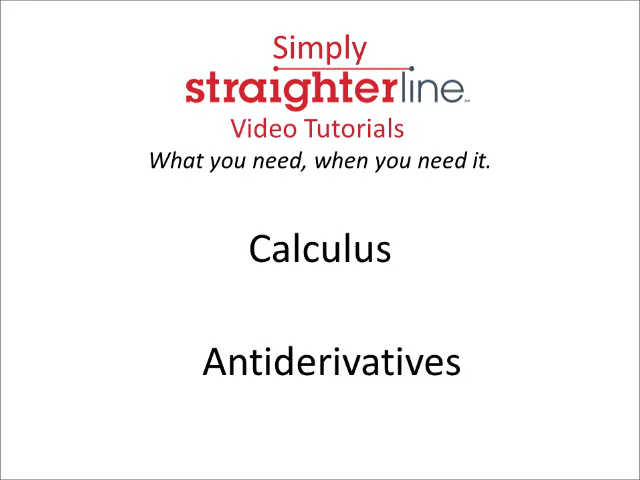 Simply
straighterline
Video Tutorials
What you need, when you need it.
Calculus
Antiderivatives